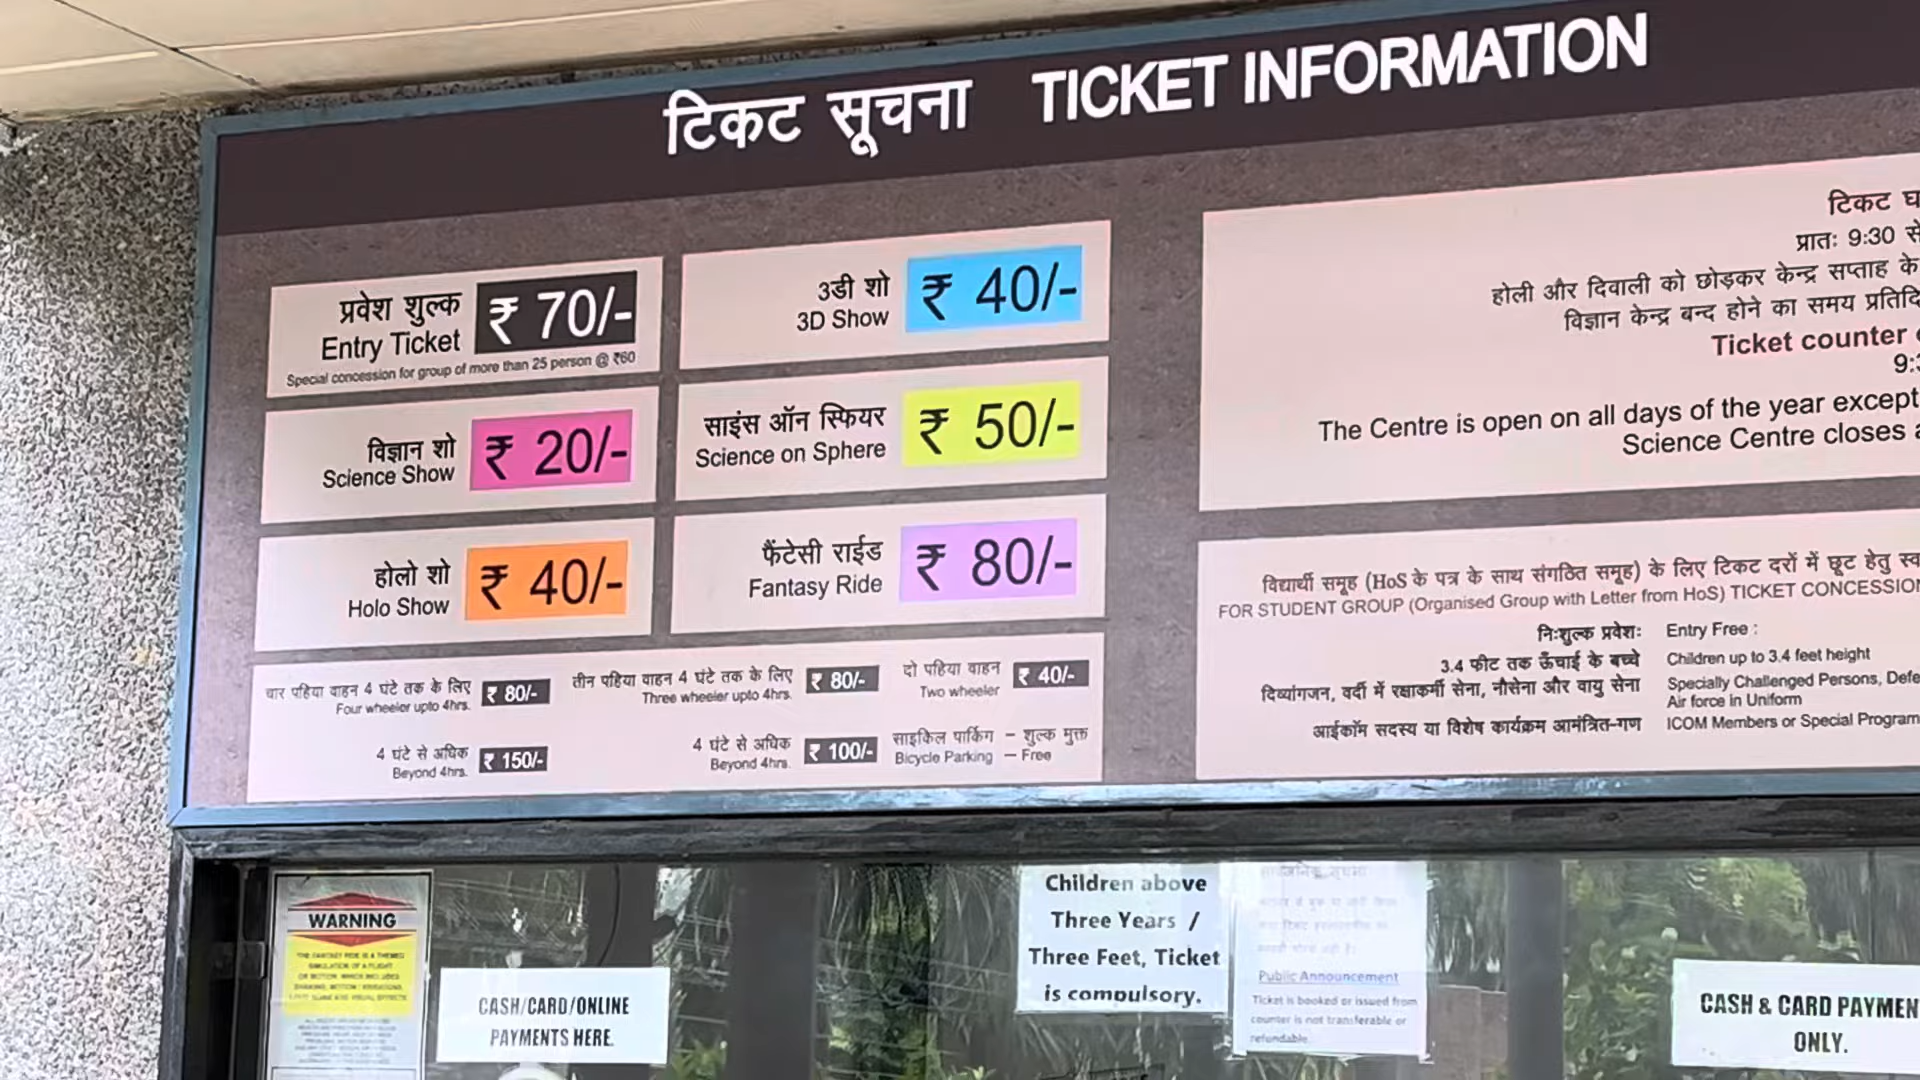 टिकट सूचना TICKET INFORMATION
प्रवेश शुल्क
Entry Ticket
₹ 70/-
Special concession for group of more than 25 person @ ₹60
3डी शो
3D Show
₹ 40/-
विज्ञान शो
Science Show
₹ 20/-
साइंस ऑन स्फियर
Science on Sphere
₹ 50/-
होलो शो
Holo Show
₹ 40/-
फैंटेसी राईड
Fantasy Ride
₹ 80/-
चार पहिया वाहन 4 घंटे तक के लिए
Four wheeler upto 4hrs.
₹ 80/-
तीन पहिया वाहन 4 घंटे तक के लिए
Three wheeler upto 4hrs.
₹ 80/-
दो पहिया वाहन
Two wheeler
₹ 40/-
4 घंटे से अधिक
Beyond 4hrs.
₹ 150/-
4 घंटे से अधिक
Beyond 4hrs.
₹ 100/-
साइकिल पार्किंग – शुल्क मुक्त
Bicycle Parking – Free
टिकट
प्रातः 9:30 से
होली और दिवाली को छोड़कर केन्द्र सप्ताह के
विज्ञान केन्द्र बन्द होने का समय
Ticket counter
The Centre is open on all days of the year except
Science Centre closes
विद्यार्थी समूह (HoS के पत्र के साथ संगठित समूह) के लिए टिकट दरों में छूट हेतु
FOR STUDENT GROUP (Organised Group with Letter from HoS) TICKET
निःशुल्क प्रवेशः Entry Free :
3.4 फीट तक ऊँचाई के बच्चे Children up to 3.4 feet height
दिव्यांगजन, वर्दी में रक्षाकर्मी सेना, नौसेना और वायु सेना Specially Challenged Persons,
Air force in Uniform
आईकॉम सदस्य या विशेष कार्यक्रम आमंत्रित-गण ICOM Members or Special Program
WARNING
THE FANTASY RIDE IS A THEMED
SIMULATION OF A FLIGHT
CASH/CARD/ONLINE
PAYMENTS HERE.
Children above
Three Years /
Three Feet, Ticket
is compulsory.
Public Announcement
Ticket is booked or issued from
counter is not transferable or
refundable.
CASH & CARD
ONLY.